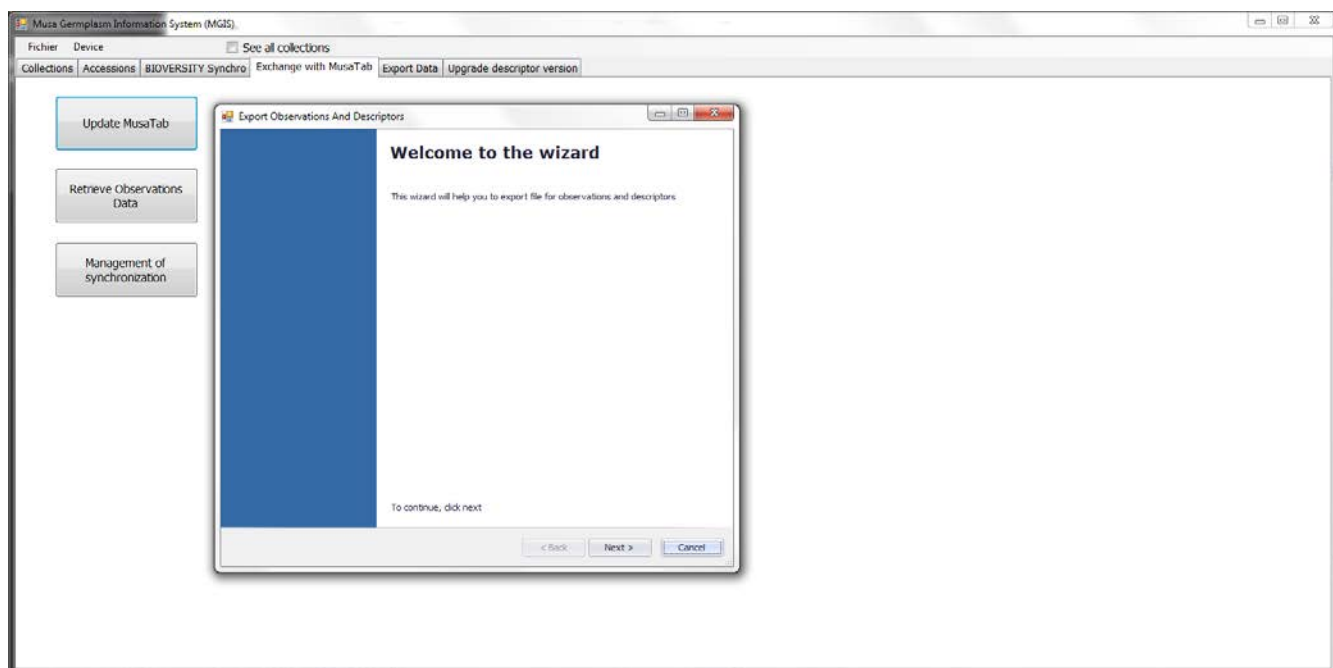 Musa Germplasm Information System (MGIS).
Fichier Device See all collections
Collections Accessions BIOVERSITY Synchro Exchange with MusaTab Export Data Upgrade descriptor version
Update MusaTab
Retrieve Observations
Data
Management of
synchronization
Export Observations And Descriptors
Welcome to the wizard
This wizard will help you to export file for observations and descriptors
To continue, click next
< Back Next > Cancel